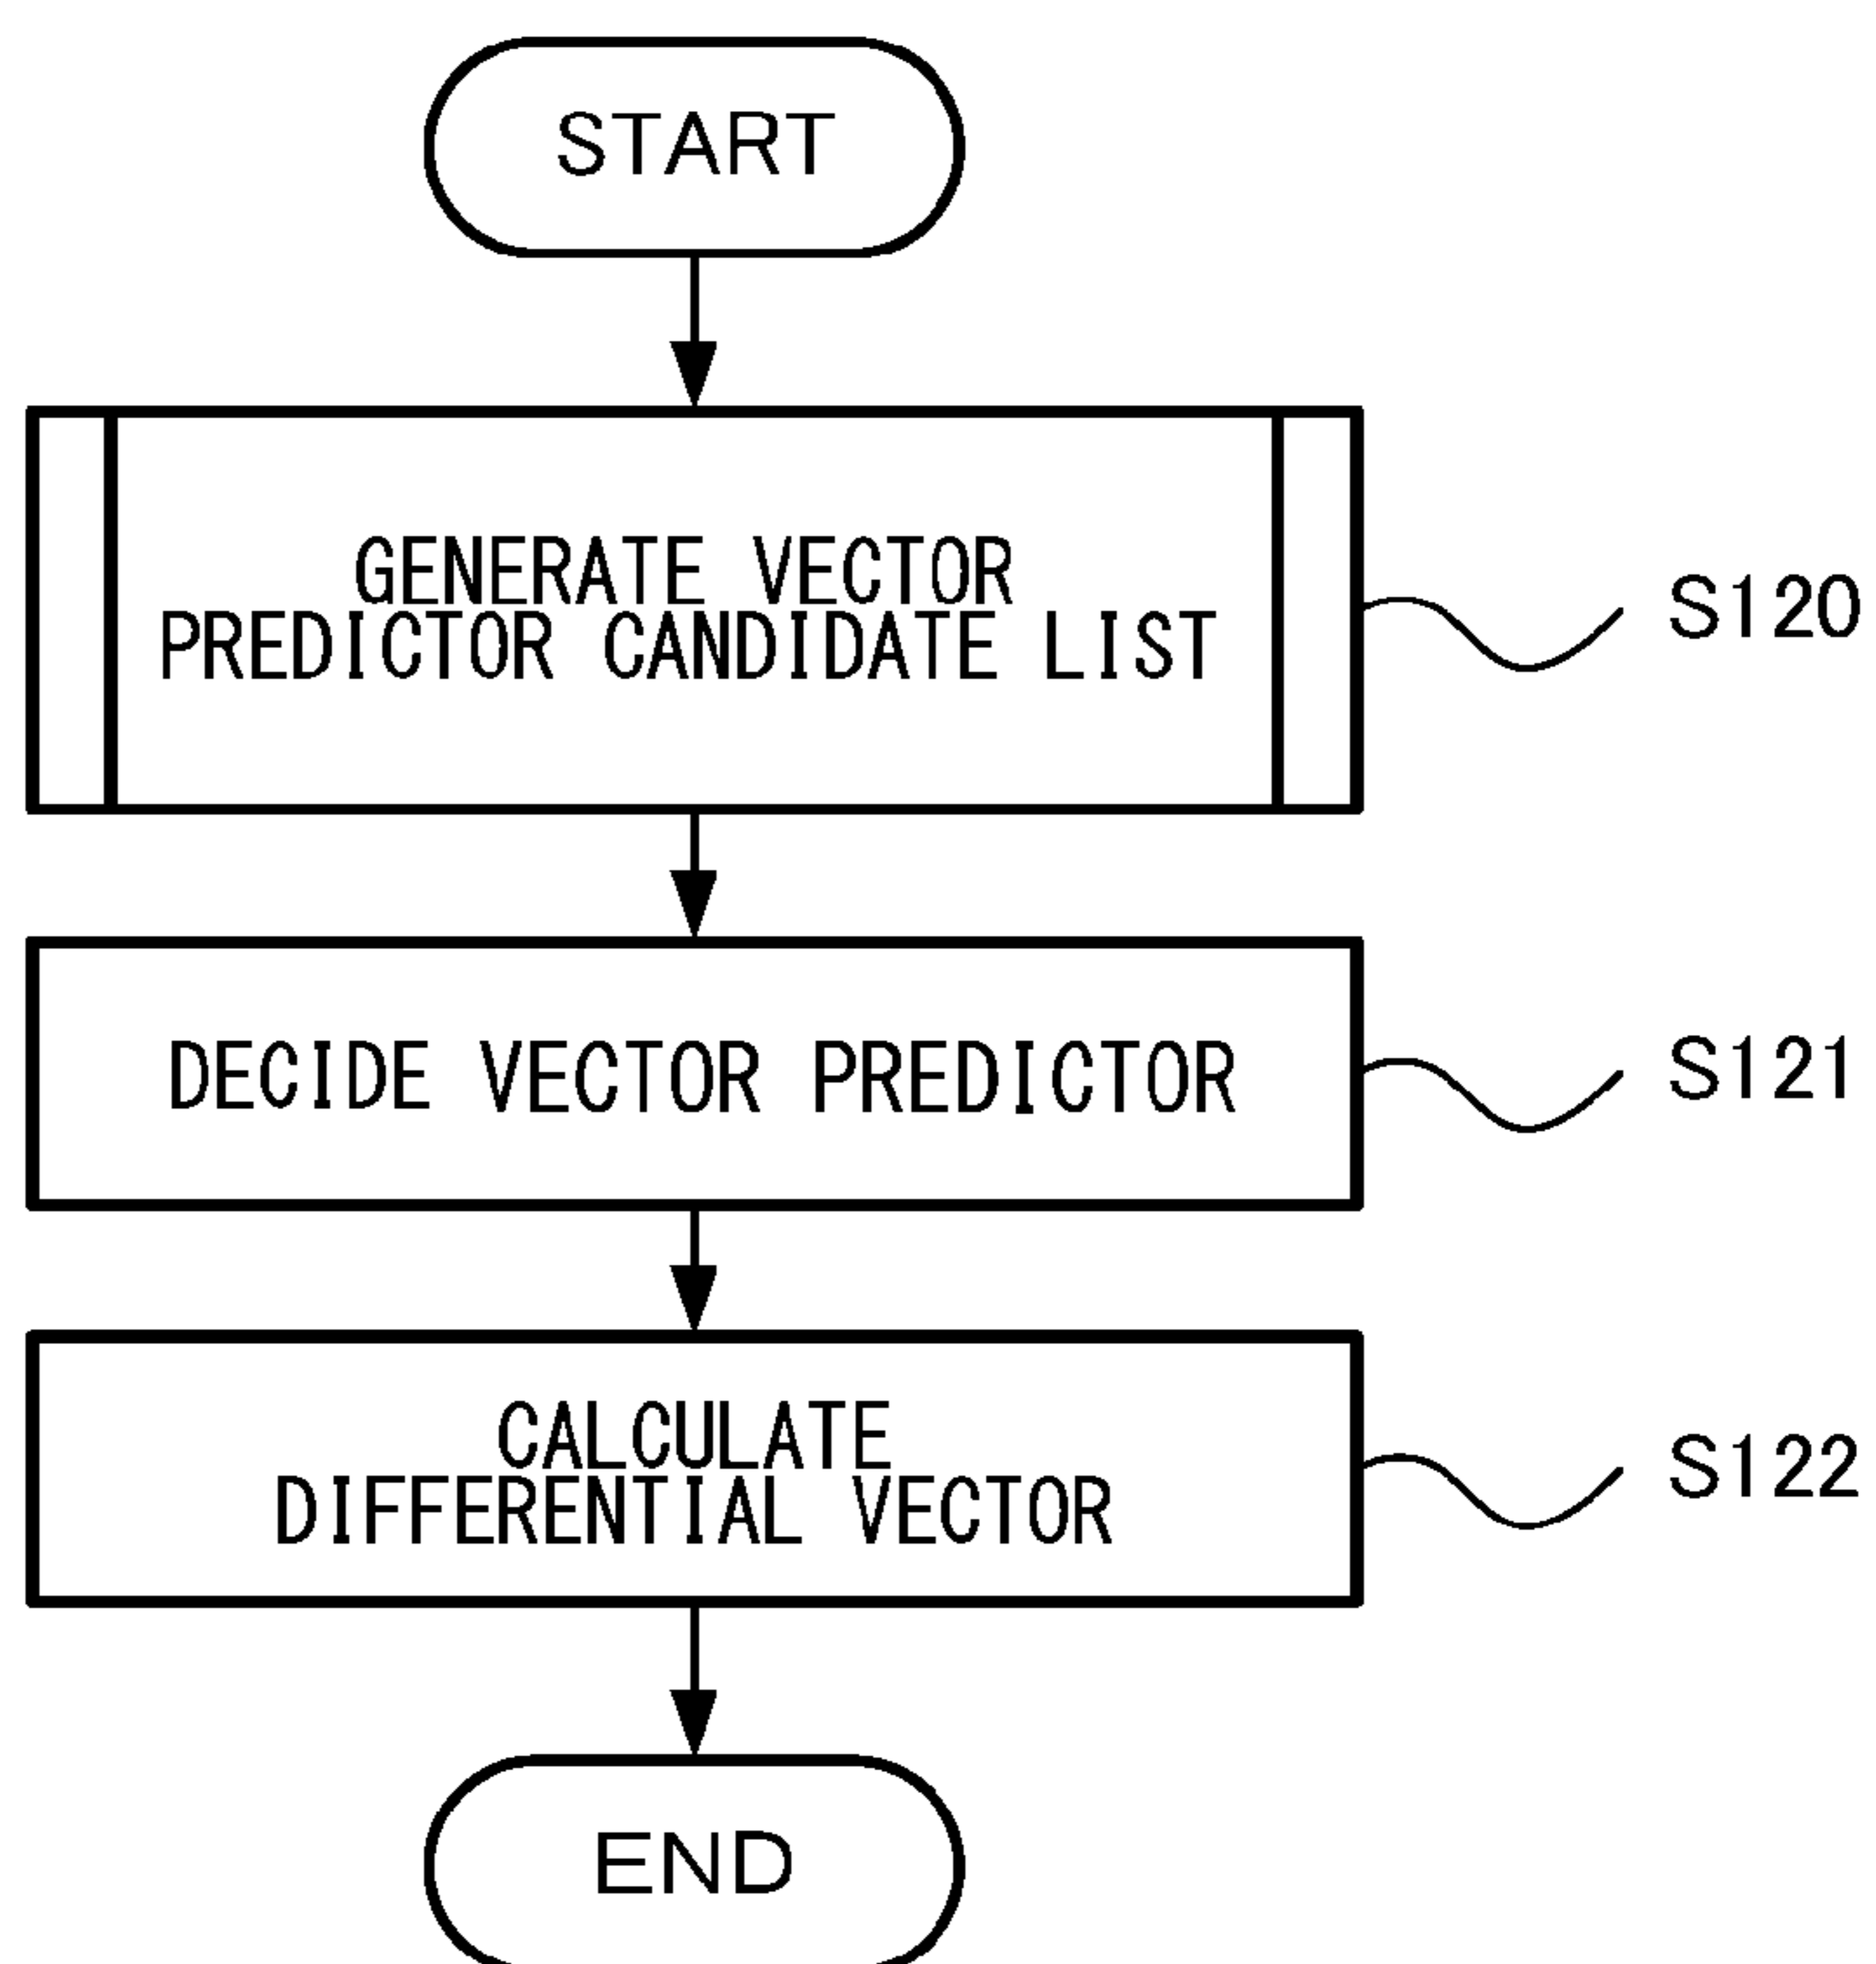 START
GENERATE VECTOR
PREDICTOR CANDIDATE LIST
S120
DECIDE VECTOR PREDICTOR
S121
CALCULATE
DIFFERENTIAL VECTOR
S122
END